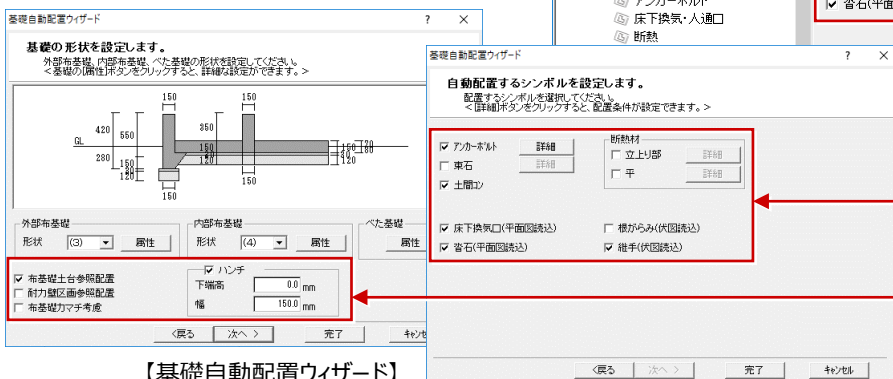 アンカーボルト
床下換気・人通口
断熱
沓石(平面
基礎自動配置ウィザード ? ×
基礎の形状を設定します。
外部布基礎、内部布基礎、べた基礎の形状を設定してください。
<基礎の[属性]ボタンをクリックすると、詳細な設定ができます。>
150 150
420 550 350
GL
280 150
120
150
120
150
150
外部布基礎
形状 (3) 属性
内部布基礎
形状 (4) 属性
べた基礎
属性
布基礎土台参照配置
耐力壁区画参照配置
布基礎カマチ考慮
ハンチ
下端高 0.0 mm
幅 150.0 mm
<戻る 次へ > 完了 キャンセ
【基礎自動配置ウィザード】
基礎自動配置ウィザード ? ×
自動配置するシンボルを設定します。
配置するシンボルを選択してください。
<[詳細]ボタンをクリックすると、配置条件が設定できます。>
アンカーボルト 詳細
束石 詳細
土間コン
断熱材
立上り部 詳細
平 詳細
床下換気口(平面図読込) 根がらみ(伏図読込)
沓石(平面図読込) 継手(伏図読込)
<戻る 次へ > 完了 キャンセル